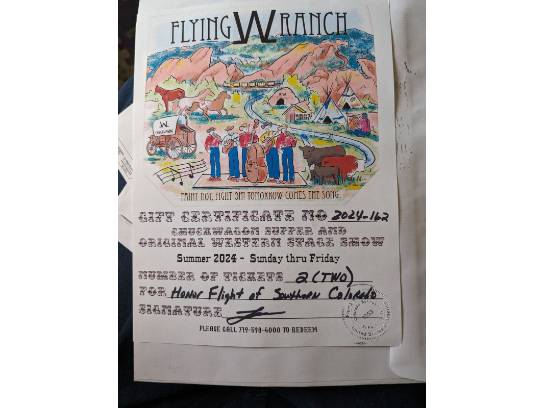 FLYING W RANCH
W
FAINT NOT, FIGHT ON! TOMORROW COMES THE SONG.
GIFT CERTIFICATE NO 2024-162
CHUCKWAGON SUPPER AND
ORIGINAL WESTERN STAGE SHOW
Summer 2024 - Sunday thru Friday
NUMBER OF TICKETS 2 (TWO)
FOR Honor Flight of Southern Colorado
SIGNATURE
PLEASE CALL 719-598-4000 TO REDEEM